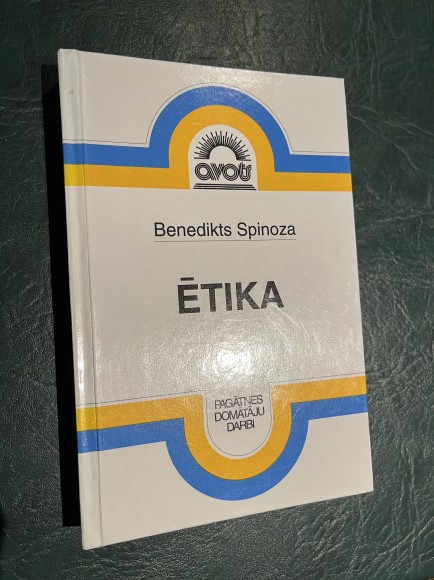 avots
Benedikts Spinoza
ĒTIKA
PAGĀTNES
DOMĀTĀJU
DARBI